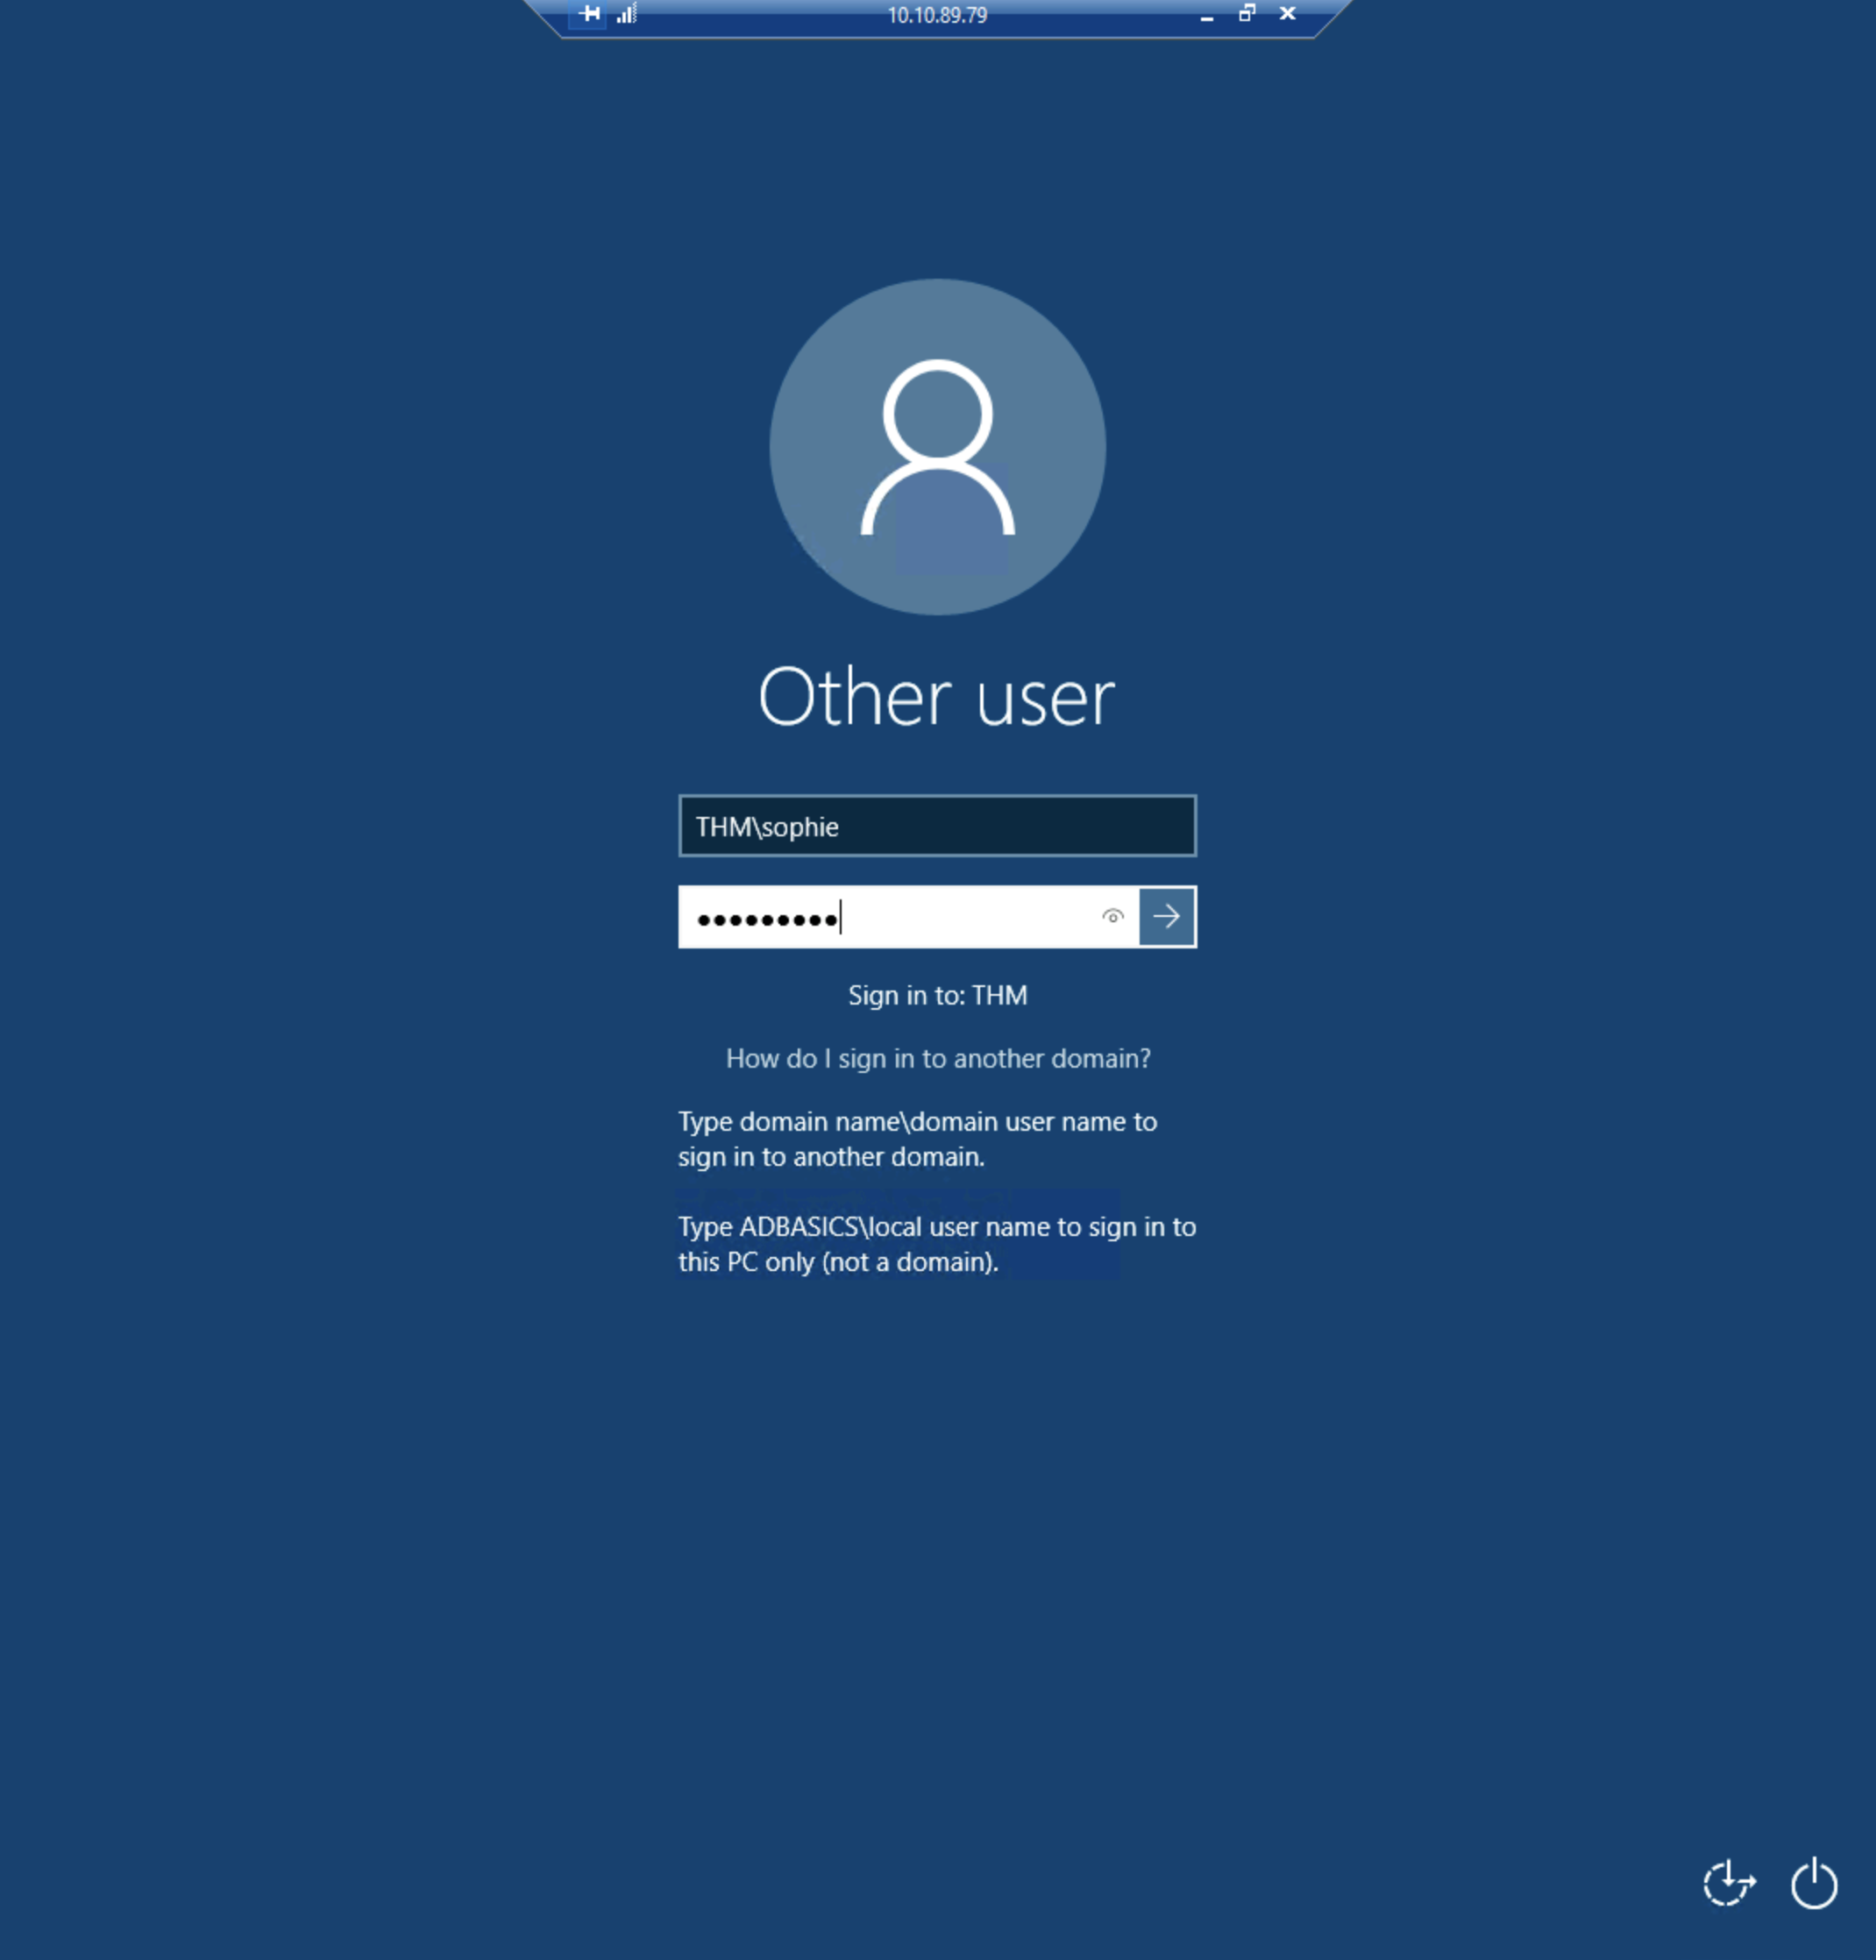 10.10.89.79
Other user
THM\sophie
●●●●●●●●●
Sign in to: THM
How do I sign in to another domain?
Type domain name\domain user name to
sign in to another domain.
Type ADBASICS\local user name to sign in to
this PC only (not a domain).